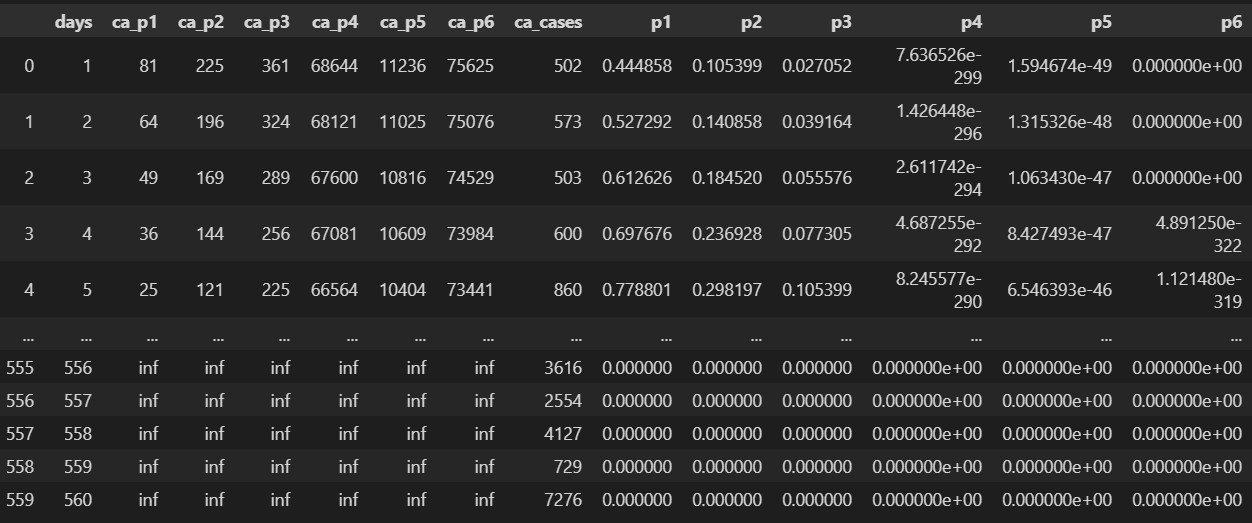 days ca_p1 ca_p2 ca_p3 ca_p4 ca_p5 ca_p6 ca_cases p1 p2 p3 p4 p5 p6
0 1 81 225 361 68644 11236 75625 502 0.444858 0.105399 0.027052 7.636526e-299 1.594674e-49 0.000000e+00
1 2 64 196 324 68121 11025 75076 573 0.527292 0.140858 0.039164 1.426448e-296 1.315326e-48 0.000000e+00
2 3 49 169 289 67600 10816 74529 503 0.612626 0.184520 0.055576 2.611742e-294 1.063430e-47 0.000000e+00
3 4 36 144 256 67081 10609 73984 600 0.697676 0.236928 0.077305 4.687255e-292 8.427493e-47 4.891250e-322
4 5 25 121 225 66564 10404 73441 860 0.778801 0.298197 0.105399 8.245577e-290 6.546393e-46 1.121480e-319
... ... ... ... ... ... ... ... ... ... ... ... ... ... ...
555 556 inf inf inf inf inf inf 3616 0.000000 0.000000 0.000000 0.000000e+00 0.000000e+00 0.000000e+00
556 557 inf inf inf inf inf inf 2554 0.000000 0.000000 0.000000 0.000000e+00 0.000000e+00 0.000000e+00
557 558 inf inf inf inf inf inf 4127 0.000000 0.000000 0.000000 0.000000e+00 0.000000e+00 0.000000e+00
558 559 inf inf inf inf inf inf 729 0.000000 0.000000 0.000000 0.000000e+00 0.000000e+00 0.000000e+00
559 560 inf inf inf inf inf inf 7276 0.000000 0.000000 0.000000 0.000000e+00 0.000000e+00 0.000000e+00